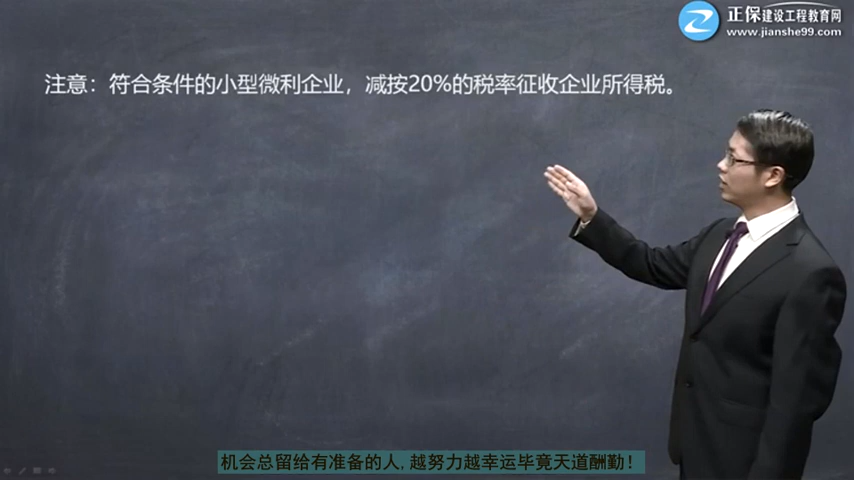 正保建设工程教育网
www.jianshe99.com
注意：符合条件的小型微利企业，减按20%的税率征收企业所得税。
机会总留给有准备的人,越努力越幸运毕竟天道酬勤！